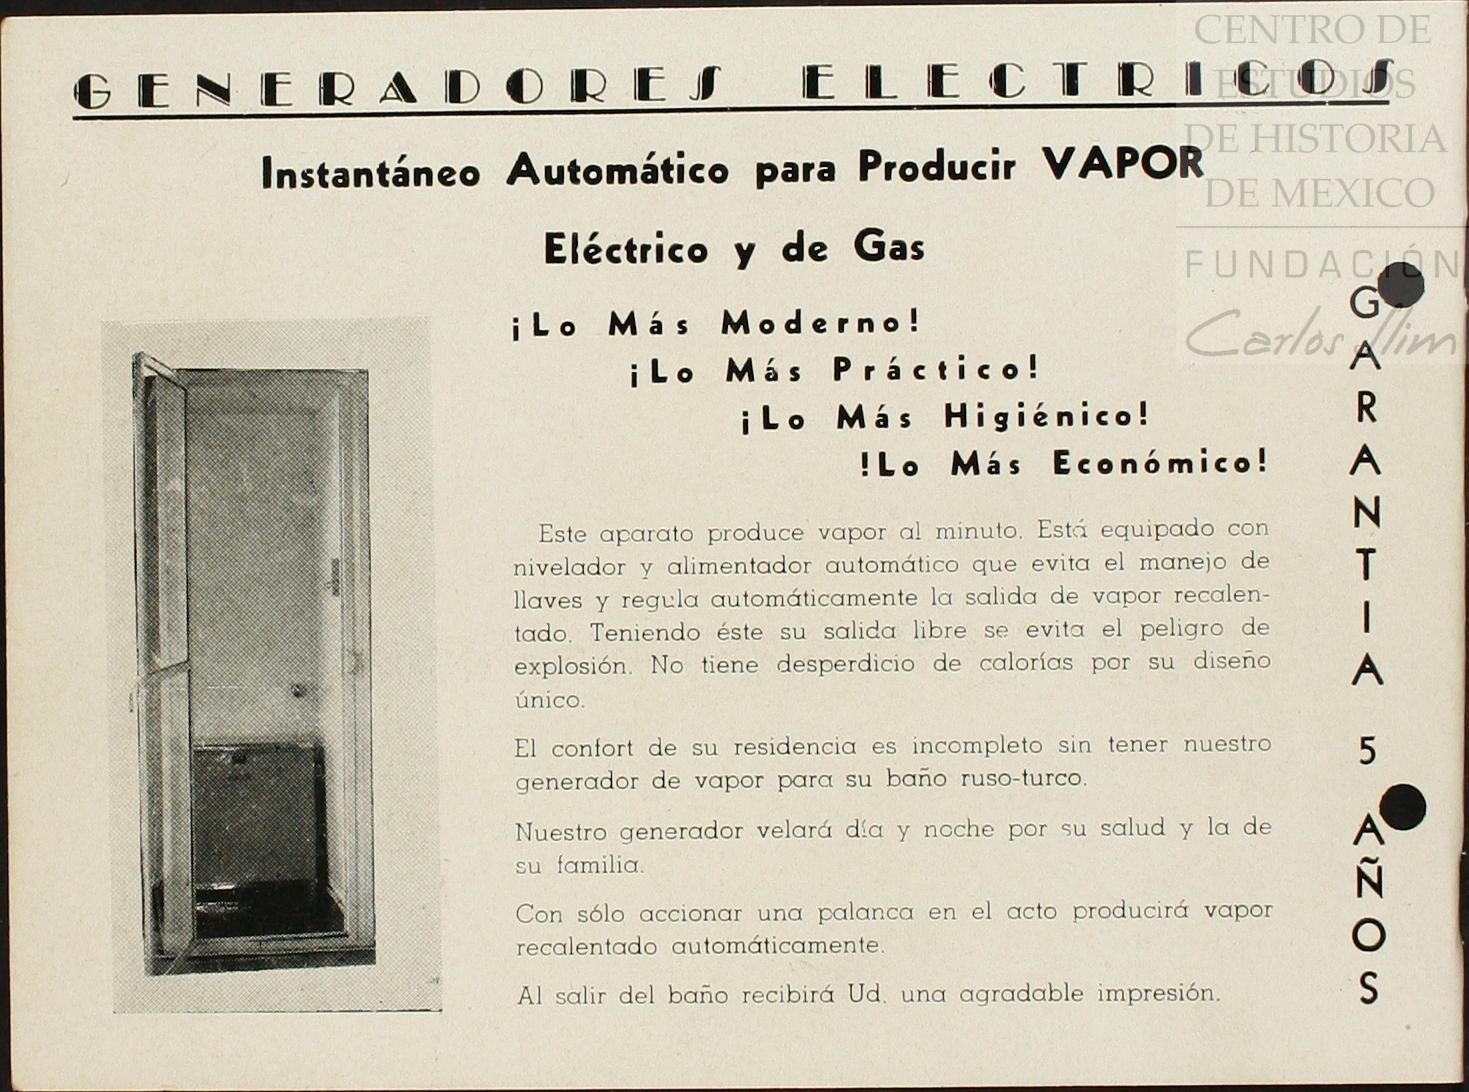 CENTRO DE
ESTUDIOS
DE HISTORIA
DE MEXICO
FUNDACIÓN
Carlos Slim
GENERADORES ELECTRICOS
Instantáneo Automático para Producir VAPOR
Eléctrico y de Gas
¡Lo Más Moderno!
¡Lo Más Práctico!
¡Lo Más Higiénico!
!Lo Más Económico!
Este aparato produce vapor al minuto. Está equipado con
nivelador y alimentador automático que evita el manejo de
llaves y regula automáticamente la salida de vapor recalen-
tado. Teniendo éste su salida libre se evita el peligro de
explosión. No tiene desperdicio de calorías por su diseño
único.
El confort de su residencia es incompleto sin tener nuestro
generador de vapor para su baño ruso-turco.
Nuestro generador velará día y noche por su salud y la de
su familia.
Con sólo accionar una palanca en el acto producirá vapor
recalentado automáticamente.
Al salir del baño recibirá Ud. una agradable impresión.
GARANTIA 5 AÑOS